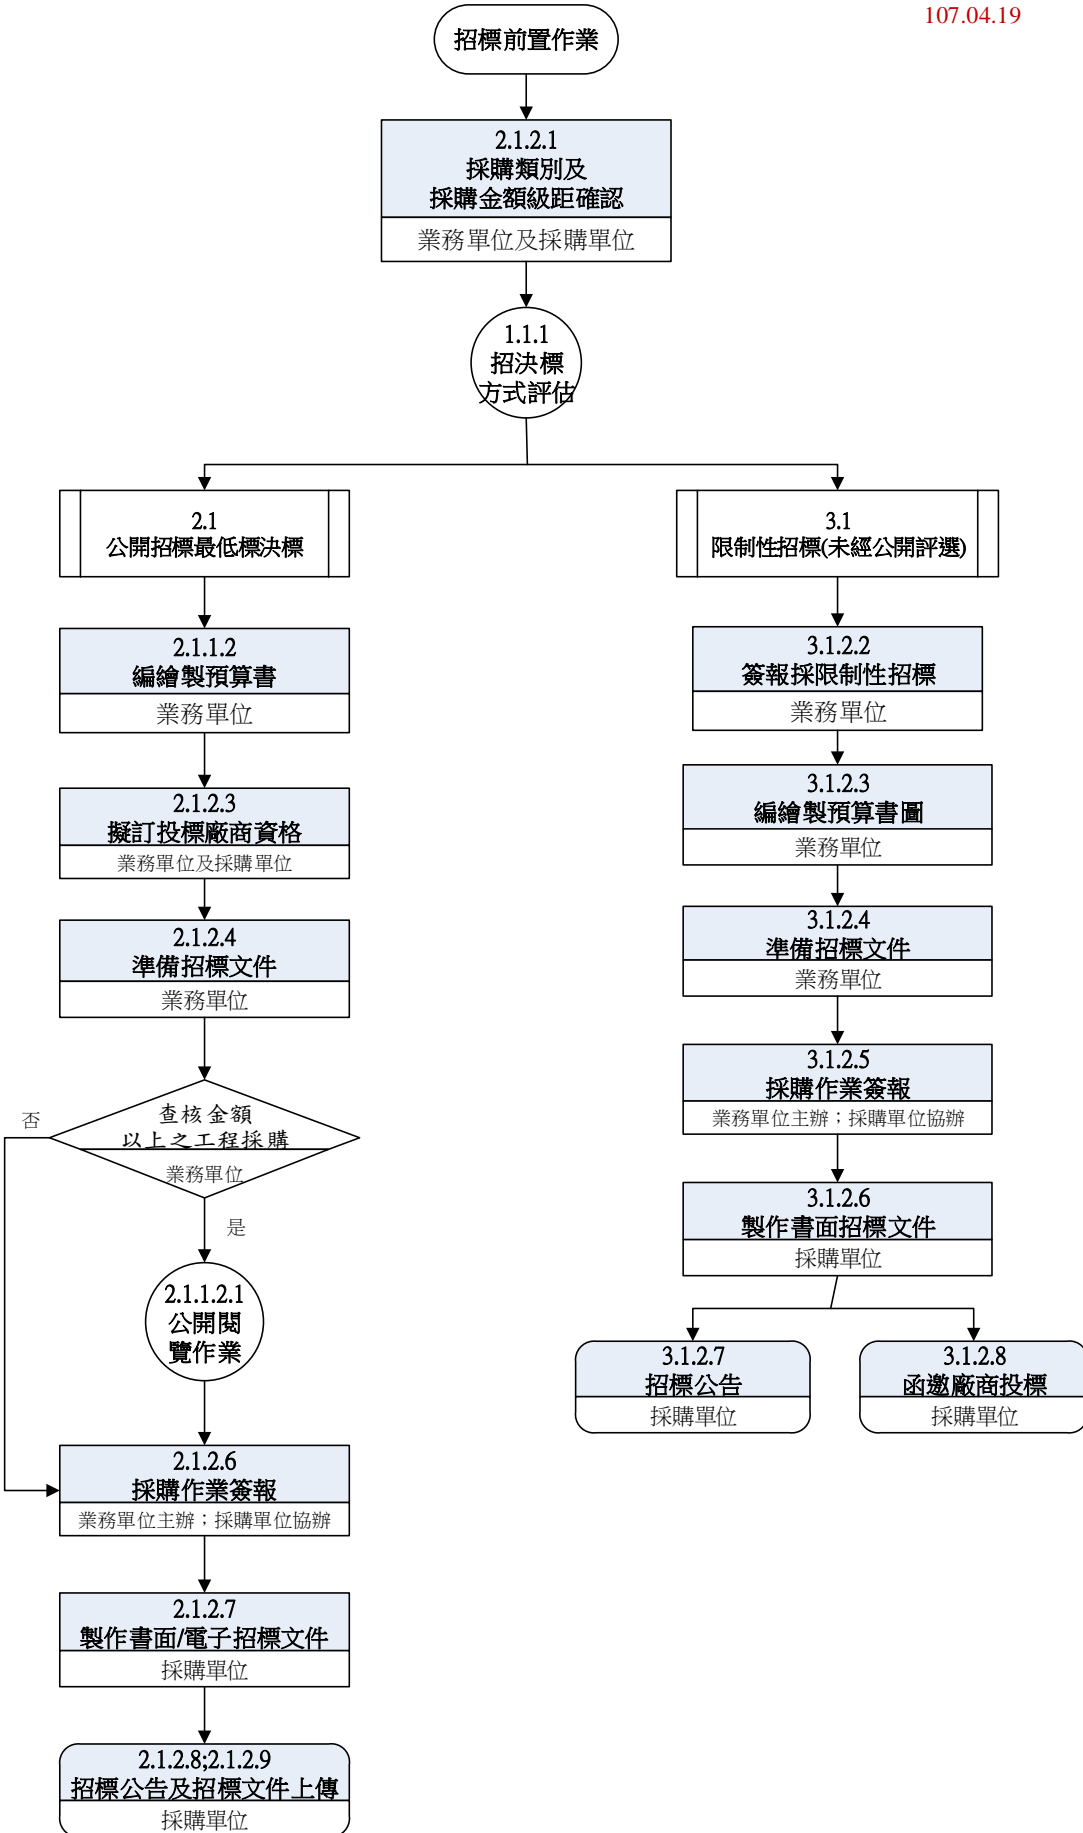 107.04.19
招標前置作業
2.1.2.1
採購類別及
採購金額級距確認
業務單位及採購單位
1.1.1
招決標
方式評估
2.1
公開招標最低標決標
2.1.1.2
編繪製預算書
業務單位
2.1.2.3
擬訂投標廠商資格
業務單位及採購單位
2.1.2.4
準備招標文件
業務單位
查核金額
以上之工程採購
業務單位
否
是
2.1.1.2.1
公開閱
覽作業
2.1.2.6
採購作業簽報
業務單位主辦；採購單位協辦
2.1.2.7
製作書面/電子招標文件
採購單位
2.1.2.8;2.1.2.9
招標公告及招標文件上傳
採購單位
3.1
限制性招標(未經公開評選)
3.1.2.2
簽報採限制性招標
業務單位
3.1.2.3
編繪製預算書圖
業務單位
3.1.2.4
準備招標文件
業務單位
3.1.2.5
採購作業簽報
業務單位主辦；採購單位協辦
3.1.2.6
製作書面招標文件
採購單位
3.1.2.7
招標公告
採購單位
3.1.2.8
函邀廠商投標
採購單位